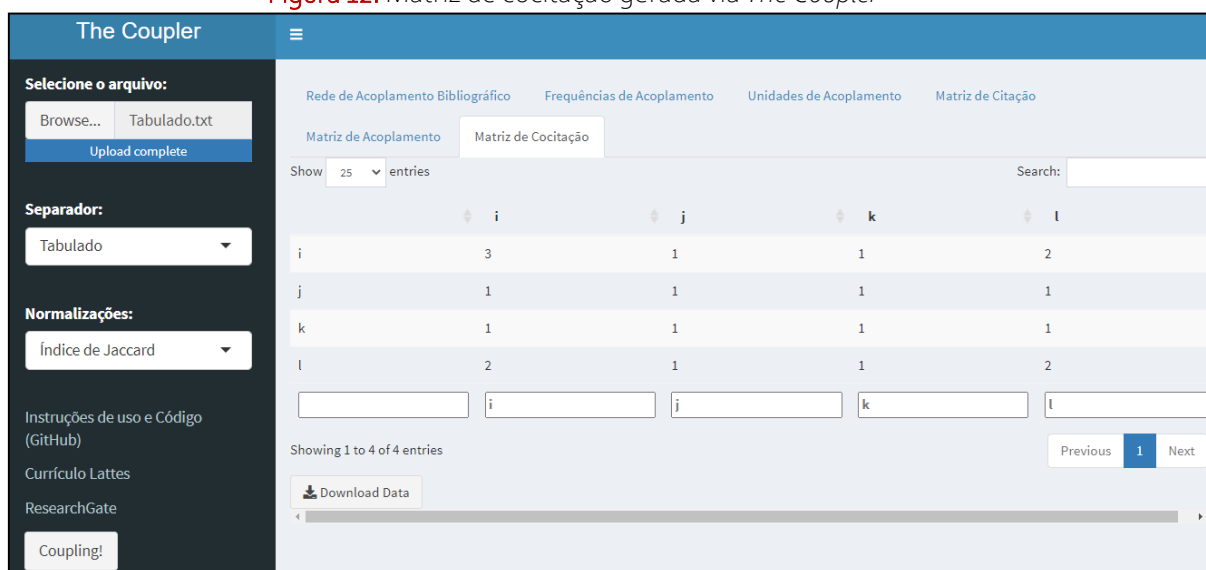 Figura 12. Matriz de cocitação gerada via The Coupler
The Coupler
Selecione o arquivo:
Browse... Tabulado.txt
Upload complete
Separador:
Tabulado
Normalizações:
Índice de Jaccard
Instruções de uso e Código
(GitHub)
Currículo Lattes
ResearchGate
Coupling!
Rede de Acoplamento Bibliográfico Frequências de Acoplamento Unidades de Acoplamento Matriz de Citação
Matriz de Acoplamento Matriz de Cocitação
Show 25 entries Search:
i j k l
i 3 1 1 2
j 1 1 1 1
k 1 1 1 1
l 2 1 1 2
i j k l
Showing 1 to 4 of 4 entries Previous 1 Next
Download Data